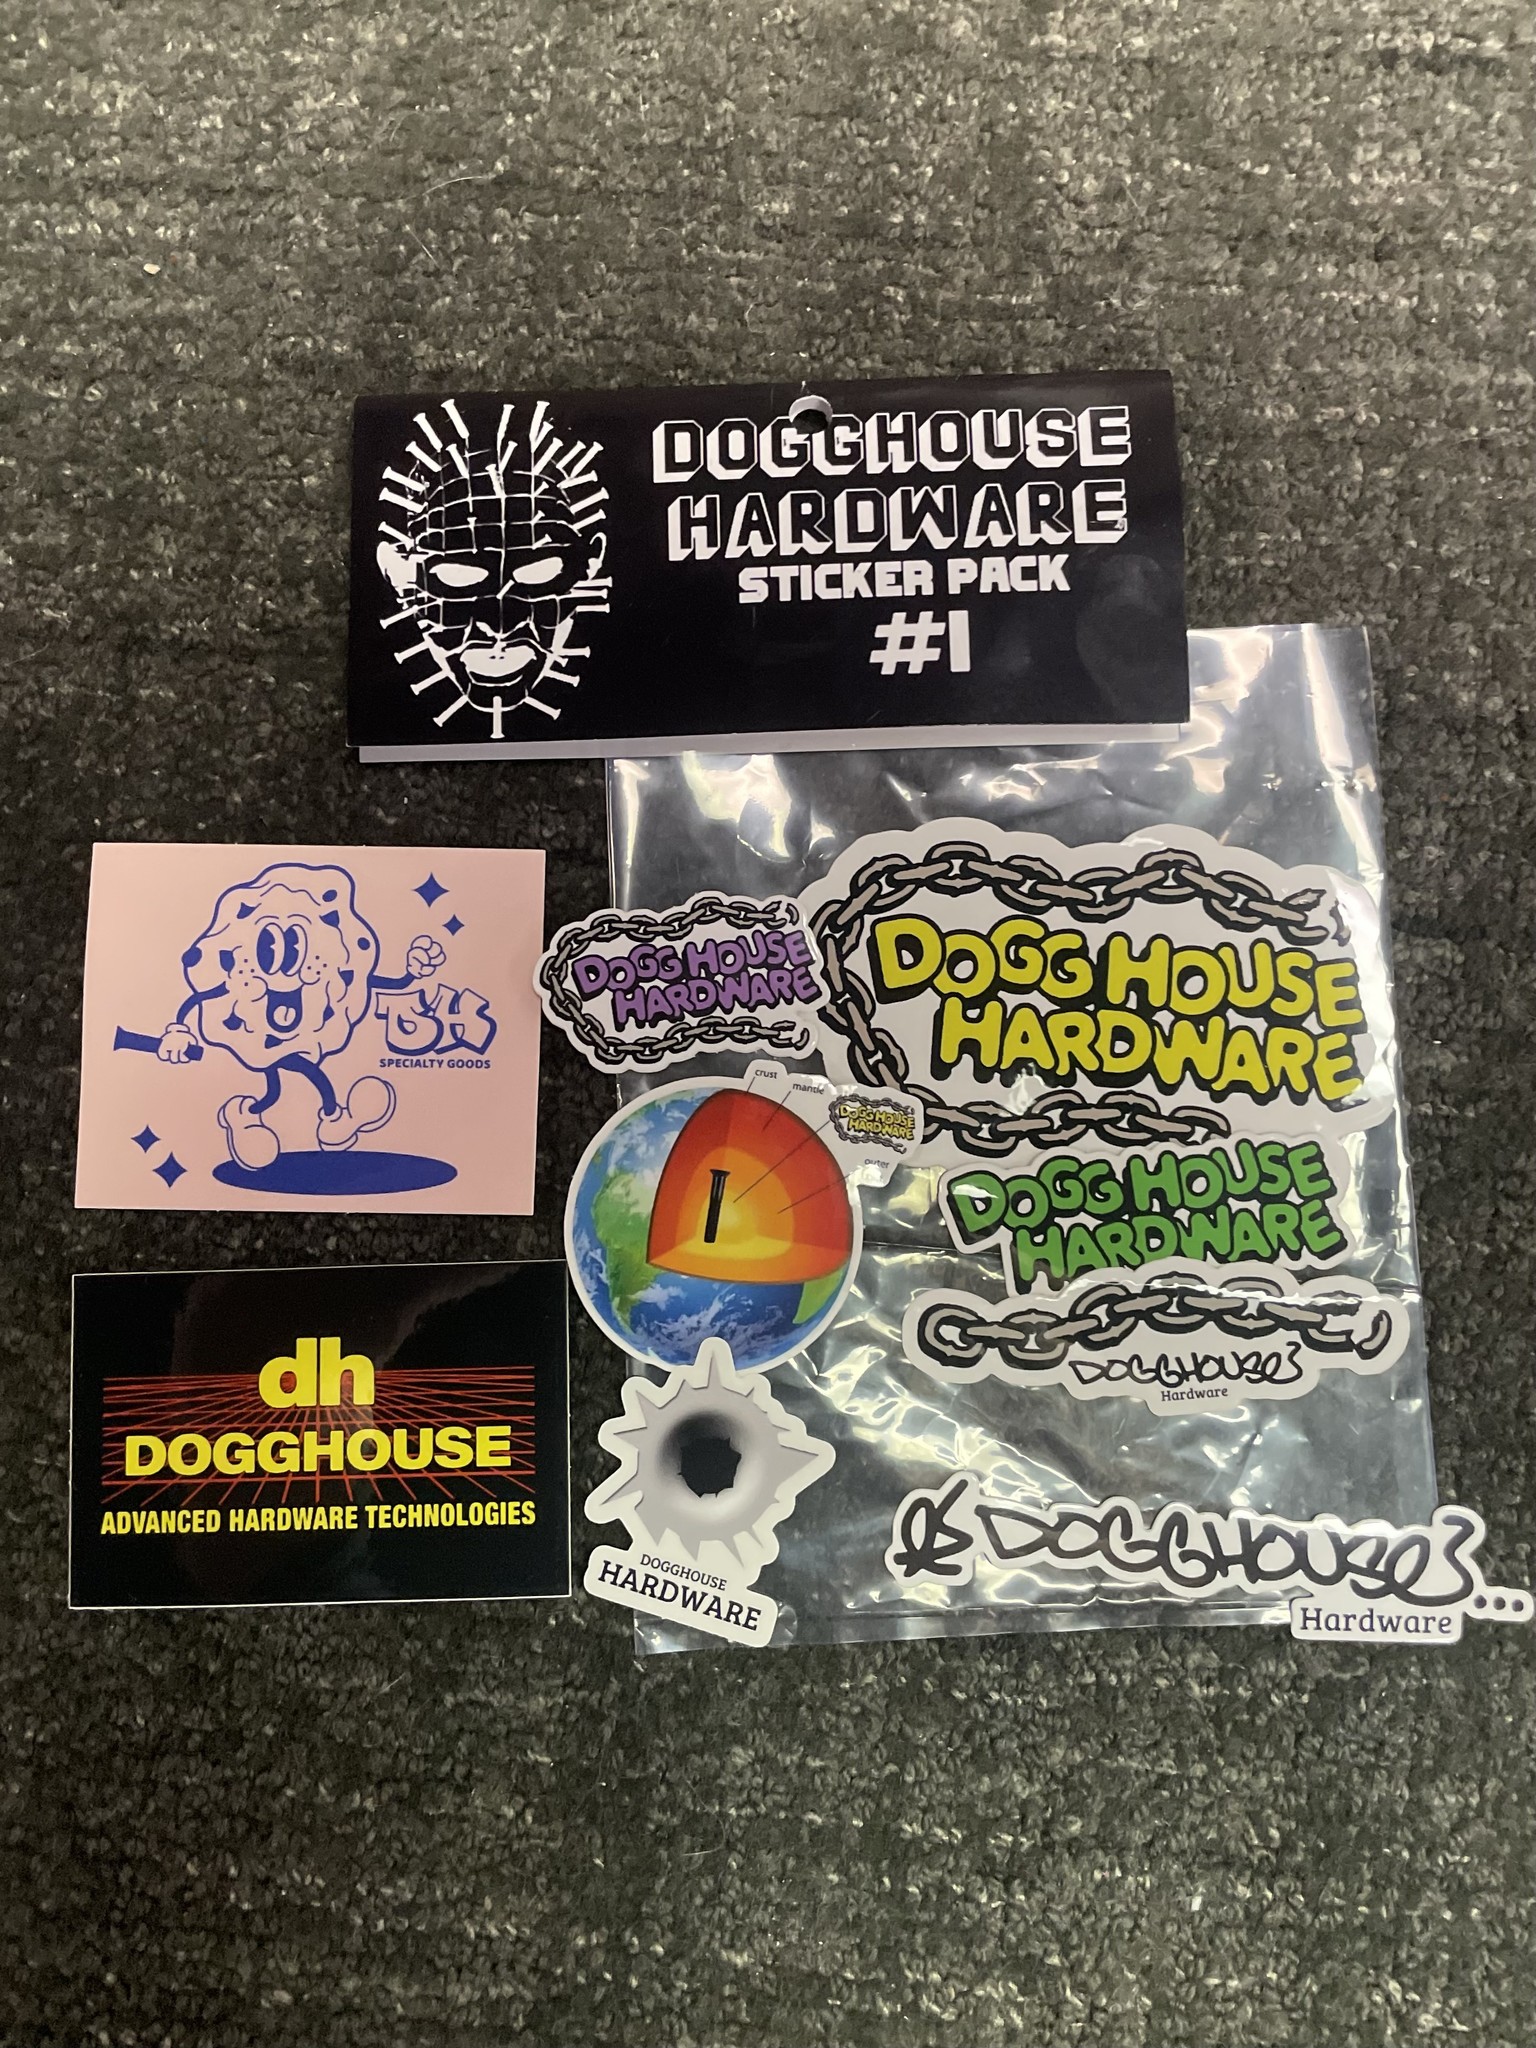 DOGGHOUSE
HARDWARE
STICKER PACK
#1
DOGG HOUSE
HARDWARE
DOGG HOUSE
HARDWARE
SPECIALTY GOODS
crust
mantle
DOGG HOUSE
HARDWARE
outer
DOGG HOUSE
HARDWARE
dh
DOGGHOUSE
ADVANCED HARDWARE TECHNOLOGIES
DOGGHOUSE
Hardware
DOGGHOUSE
HARDWARE
DOGGHOUSE...
Hardware